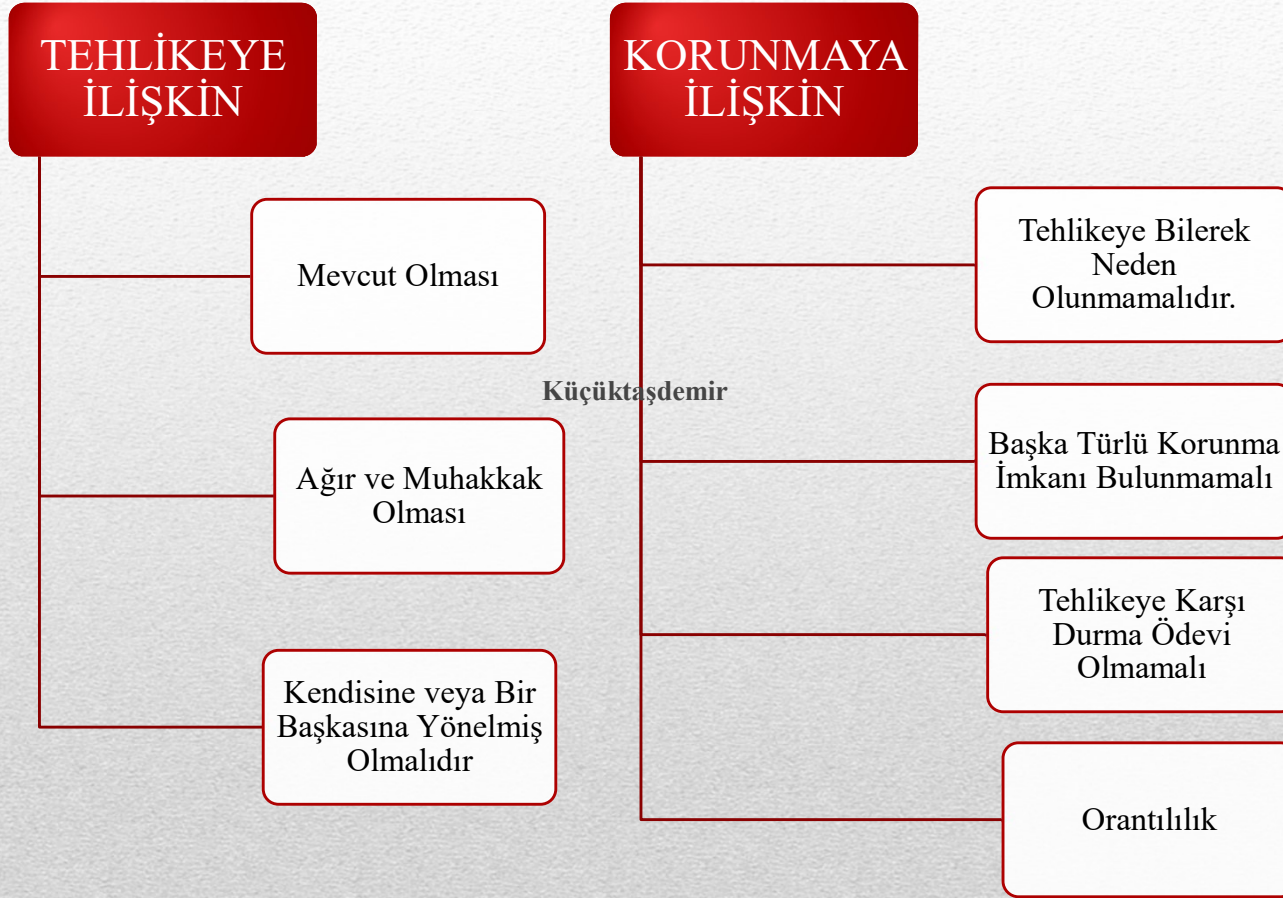 TEHLİKEYE
İLİŞKİN
Mevcut Olması
Ağır ve Muhakkak
Olması
Kendisine veya Bir
Başkasına Yönelmiş
Olmalıdır
KORUNMAYA
İLİŞKİN
Tehlikeye Bilerek
Neden
Olunmamalıdır.
Başka Türlü Korunma
İmkanı Bulunmamalı
Tehlikeye Karşı
Durma Ödevi
Olmamalı
Orantılılık
Küçüktaşdemir